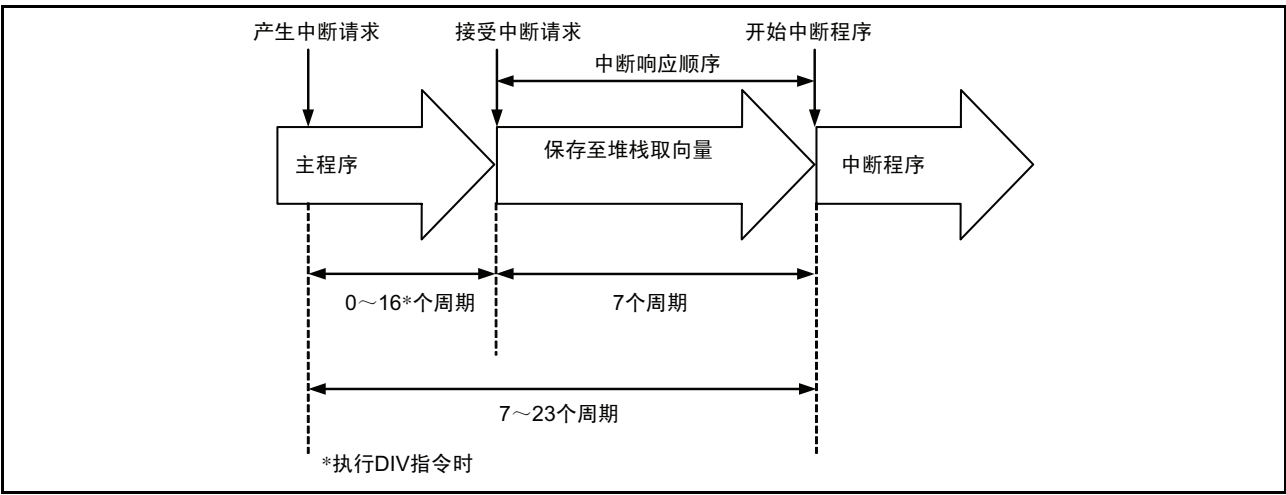 产生中断请求
接受中断请求
开始中断程序
中断响应顺序
主程序
保存至堆栈取向量
中断程序
0～16*个周期
7个周期
7～23个周期
*执行DIV指令时